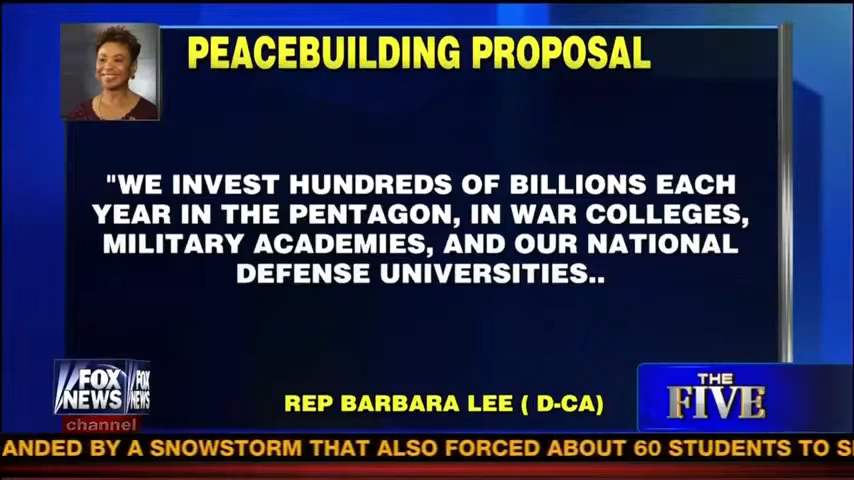 PEACEBUILDING PROPOSAL
"WE INVEST HUNDREDS OF BILLIONS EACH
YEAR IN THE PENTAGON, IN WAR COLLEGES,
MILITARY ACADEMIES, AND OUR NATIONAL
DEFENSE UNIVERSITIES..
REP BARBARA LEE ( D-CA)
FOX
NEWS
channel
FOX
NEWS
THE
FIVE
ANDED BY A SNOWSTORM THAT ALSO FORCED ABOUT 60 STUDENTS TO S